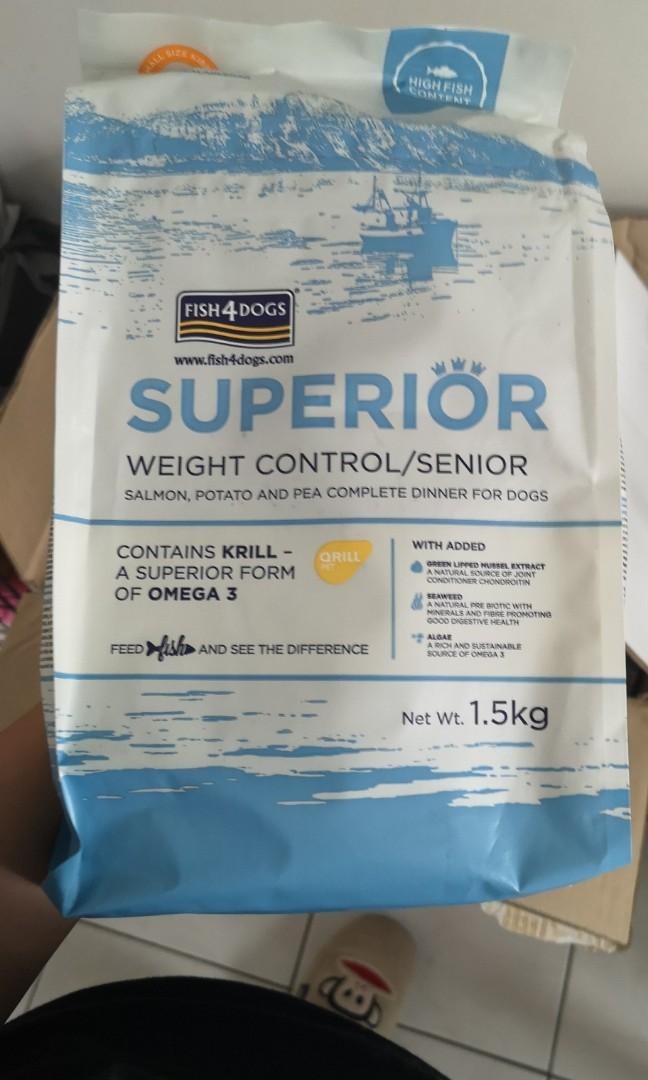 ALL SIZE
HIGH FISH
CONTENT
FISH4DOGS
www.fish4dogs.com
SUPERIOR
WEIGHT CONTROL/SENIOR
SALMON, POTATO AND PEA COMPLETE DINNER FOR DOGS
CONTAINS KRILL –
A SUPERIOR FORM
OF OMEGA 3
QRILL
PET
FEED fish AND SEE THE DIFFERENCE
WITH ADDED
GREEN LIPPED MUSSEL EXTRACT
A NATURAL SOURCE OF JOINT
CONDITIONER CHONDROITIN
SEAWEED
A NATURAL PRE BIOTIC WITH
MINERALS AND FIBRE PROMOTING
GOOD DIGESTIVE HEALTH
ALGAE
A RICH AND SUSTAINABLE
SOURCE OF OMEGA 3
Net Wt. 1.5kg